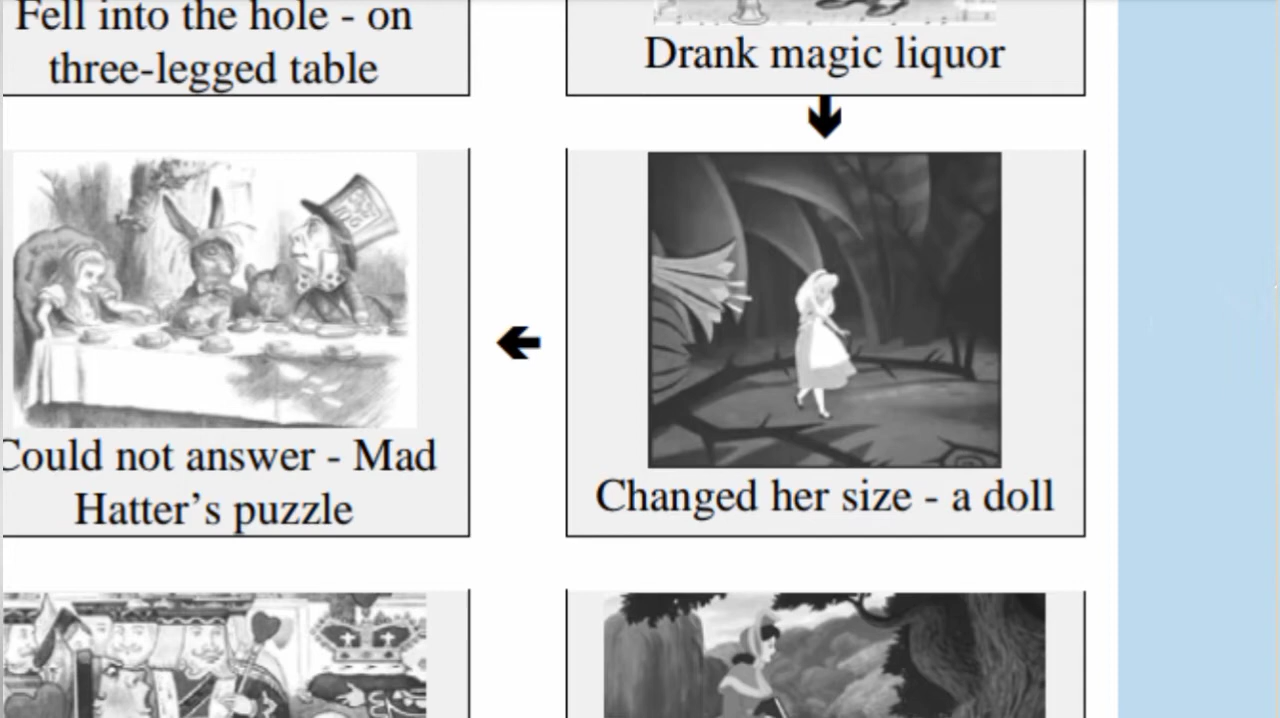 Fell into the hole - on
three-legged table
Drank magic liquor
Changed her size - a doll
Could not answer - Mad
Hatter’s puzzle